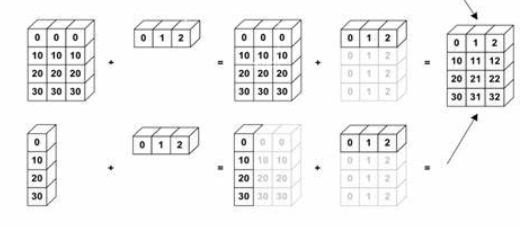 0 0 0 0 1 2 0 0 0 0 1 2 0 1 2
10 10 10 + = 10 10 10 + 0 1 2 = 10 11 12
20 20 20 20 20 20 0 1 2 20 21 22
30 30 30 30 30 30 0 1 2 30 31 32
0 0 1 2 0 0 0 0 1 2
10 + = 10 10 10 + 0 1 2 =
20 20 20 20 0 1 2
30 30 30 30 0 1 2